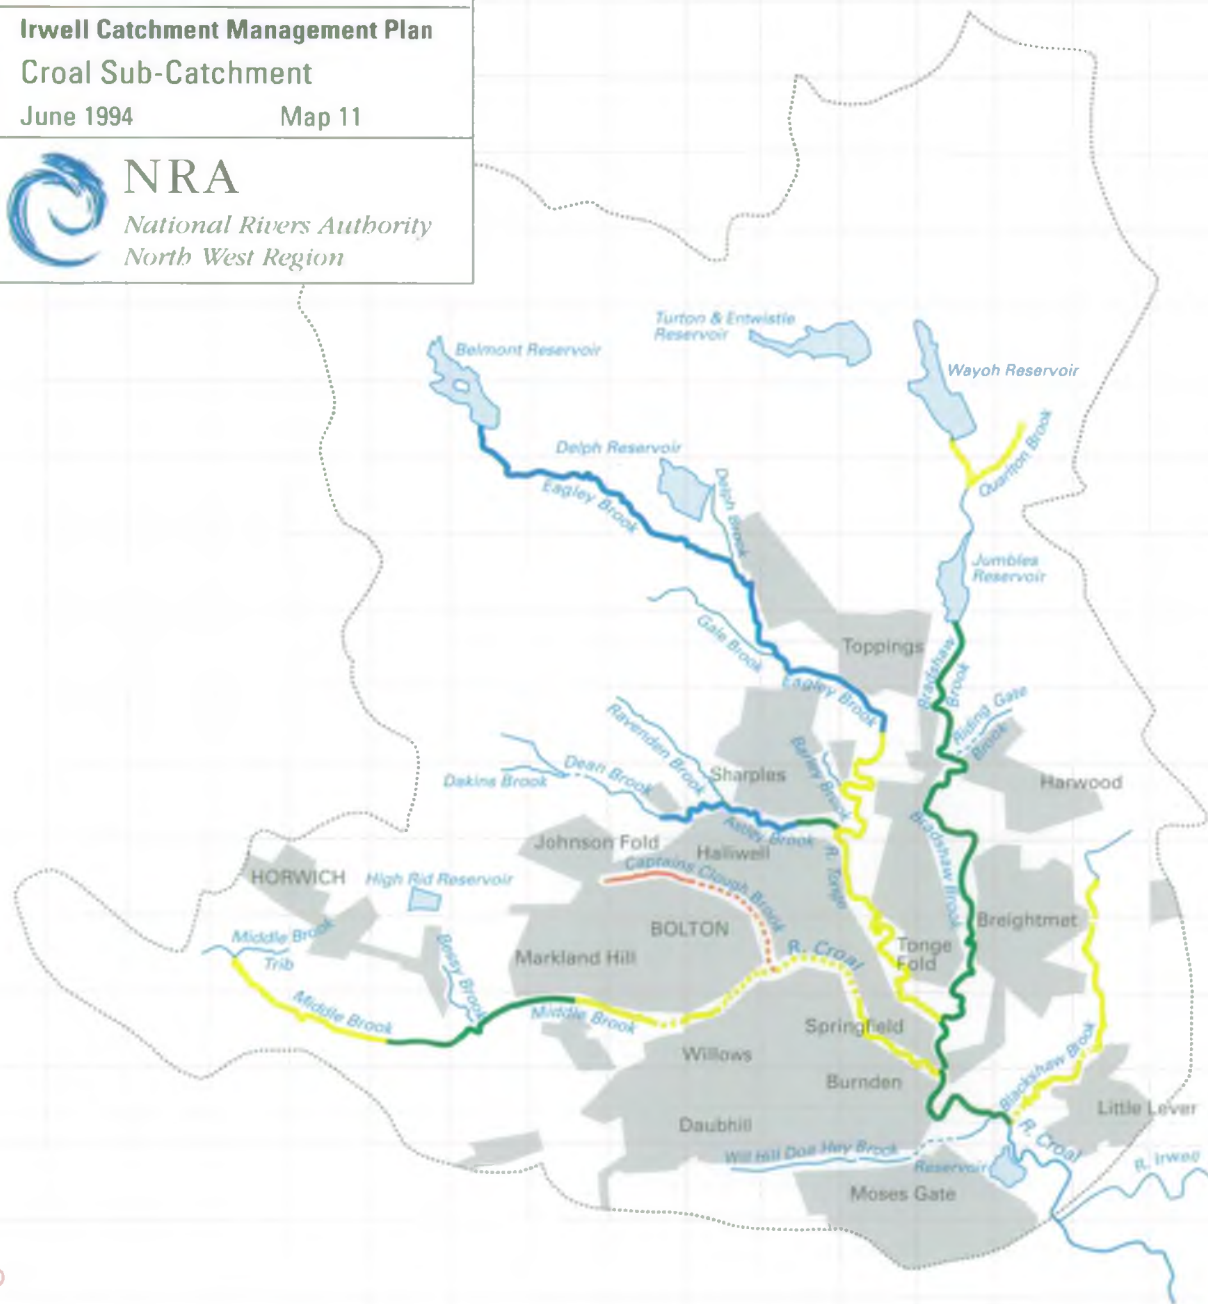 Irwell Catchment Management Plan
Croal Sub-Catchment
June 1994 Map 11
NRA
National Rivers Authority
North West Region
Turton & Entwistle
Reservoir
Belmont Reservoir
Wayoh Reservoir
Delph Reservoir
Quarlton Brook
Eagley Brook
Delph Brook
Jumbles
Reservoir
Gale Brook
Toppings
Bradshaw
Brook
Eagley Brook
Riding Gate
Brook
Ravenden Brook
Barley Brook
Dean Brook
Dakins Brook
Sharples
Harwood
Astley Brook
Bradshaw Brook
Johnson Fold
Halliwell
Captains Clough Brook
R. Tonge
HORWICH
High Rid Reservoir
BOLTON
Breightmet
Middle Brook
Trib
Bessy Brook
Markland Hill
R. Croal
Tonge
Fold
Middle Brook
Middle Brook
Springfield
Willows
Burnden
Blackshaw Brook
Little Lever
Daubhill
R. Croal
Will Hill Doe Hey Brook
Reservoir
R. Irwell
Moses Gate